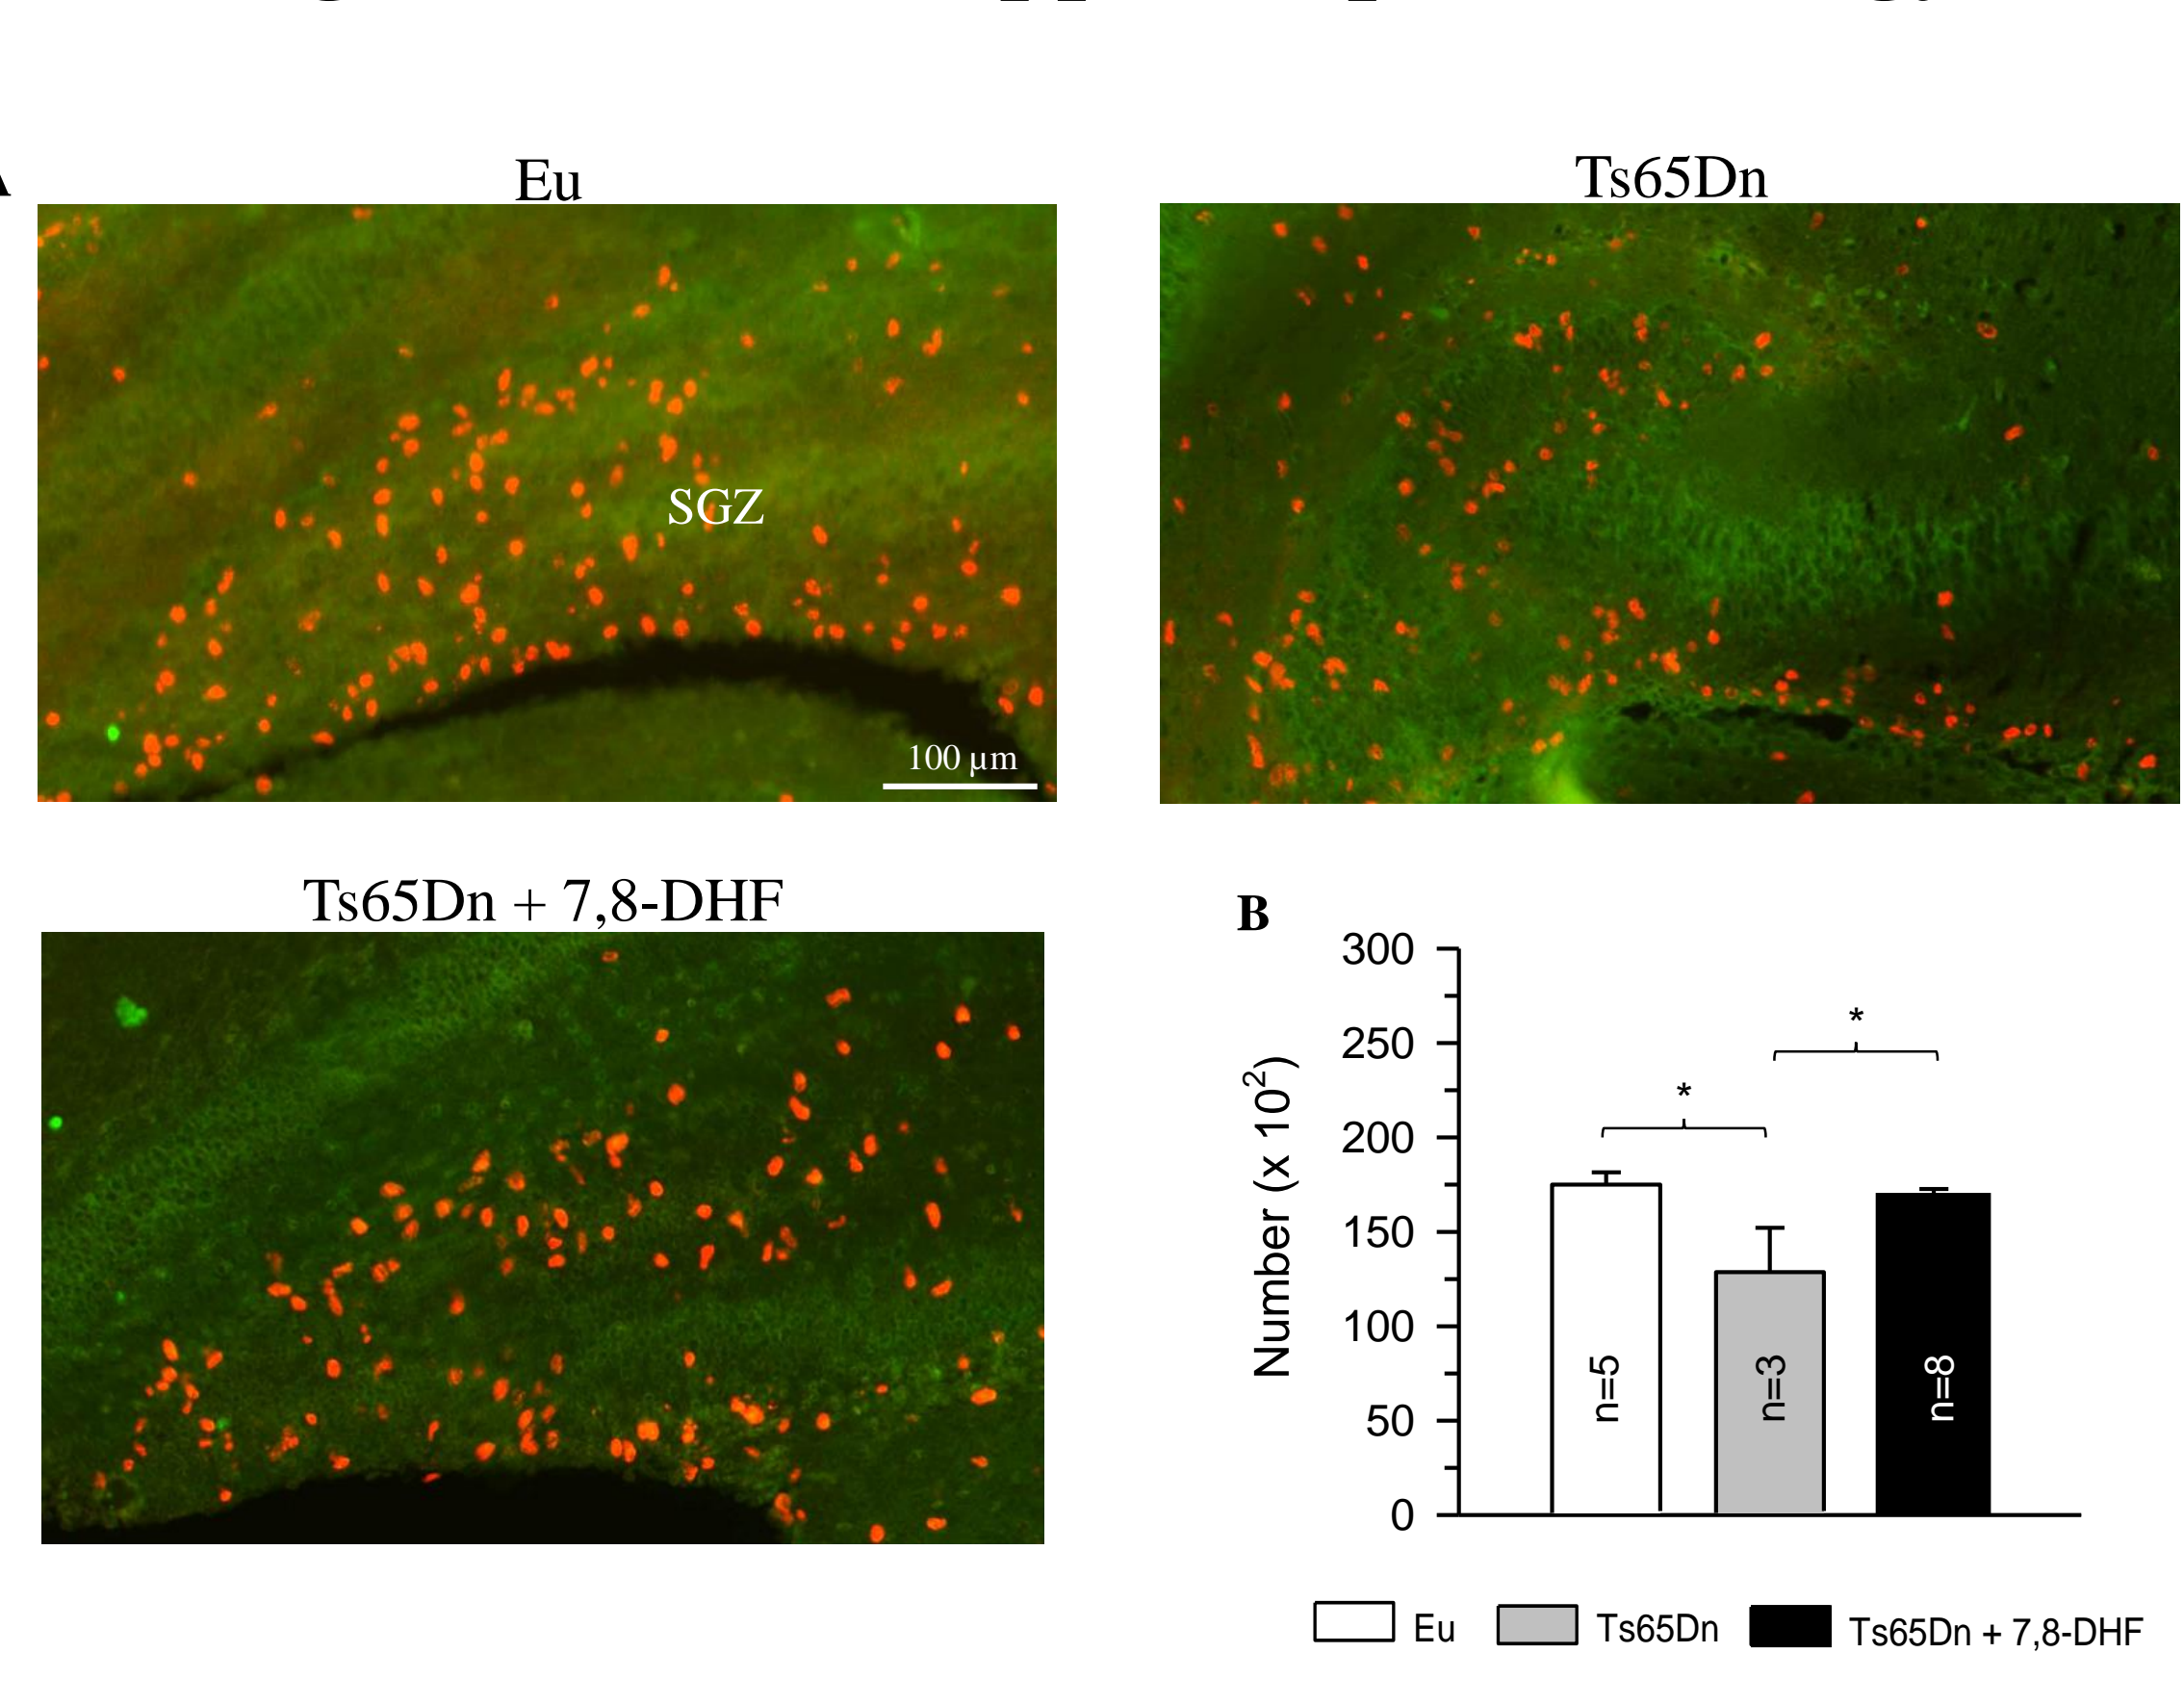 Eu
Ts65Dn
SGZ
100 µm
Ts65Dn + 7,8-DHF
B
300
250
200
150
100
50
0
Number (x 10²)
*
*
n=5
n=3
n=8
Eu
Ts65Dn
Ts65Dn + 7,8-DHF